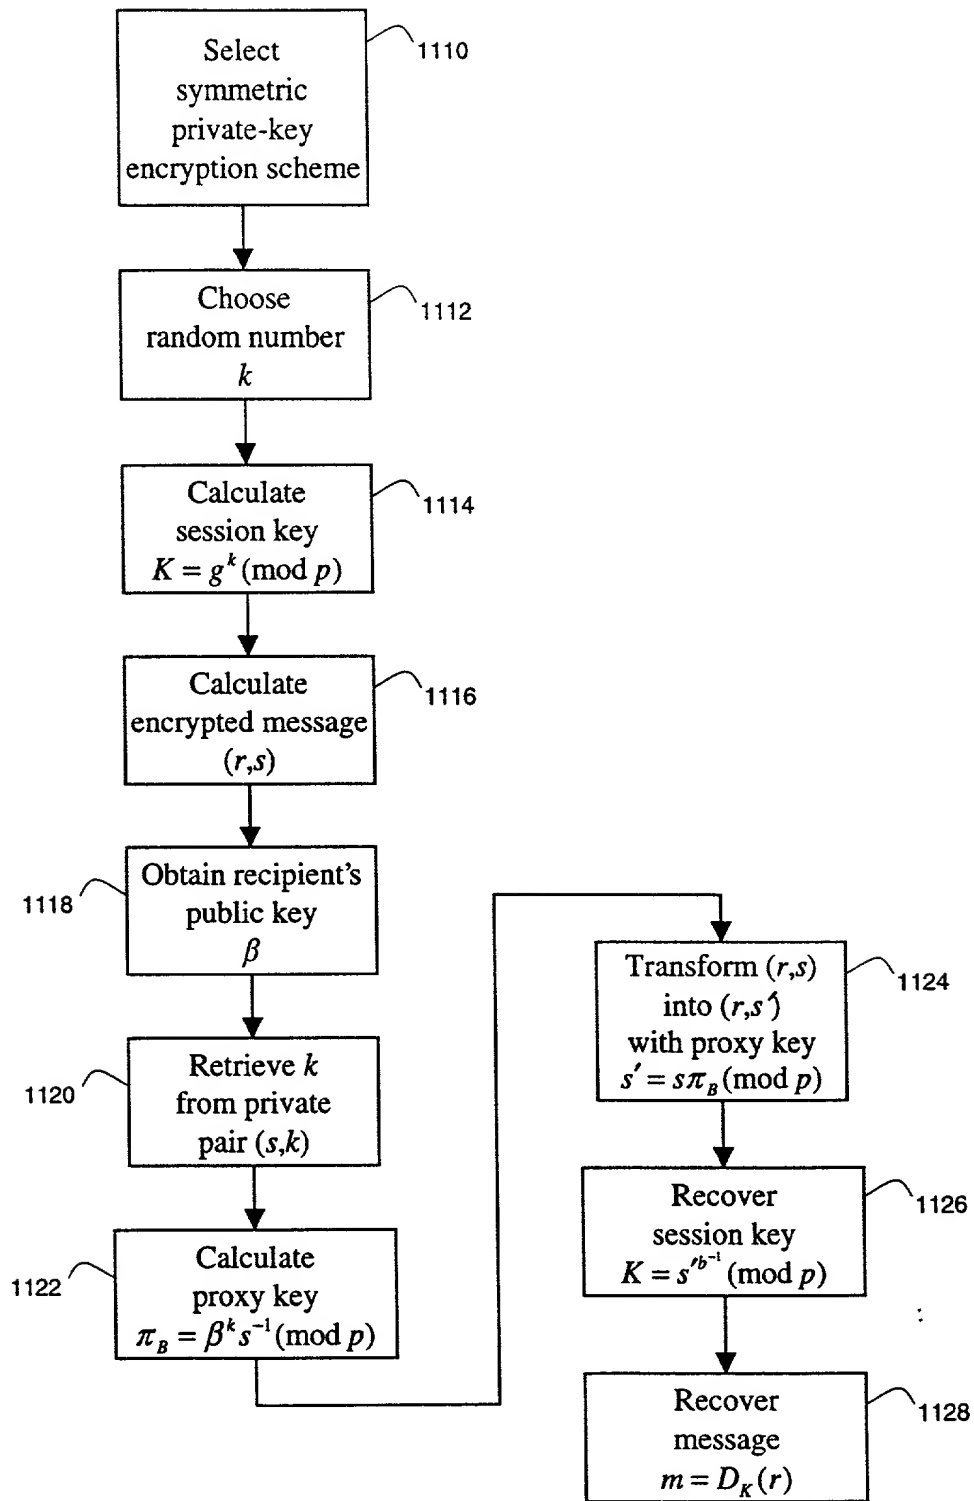 Select
symmetric
private-key
encryption scheme
1110
Choose
random number
k
1112
Calculate
session key
K = g^k (mod p)
1114
Calculate
encrypted message
(r,s)
1116
Obtain recipient's
public key
β
1118
Retrieve k
from private
pair (s,k)
1120
Calculate
proxy key
π_B = β^k s^{-1} (mod p)
1122
Transform (r,s)
into (r,s′)
with proxy key
s′ = sπ_B (mod p)
1124
Recover
session key
K = s′^{b^{-1}} (mod p)
1126
Recover
message
m = D_K(r)
1128